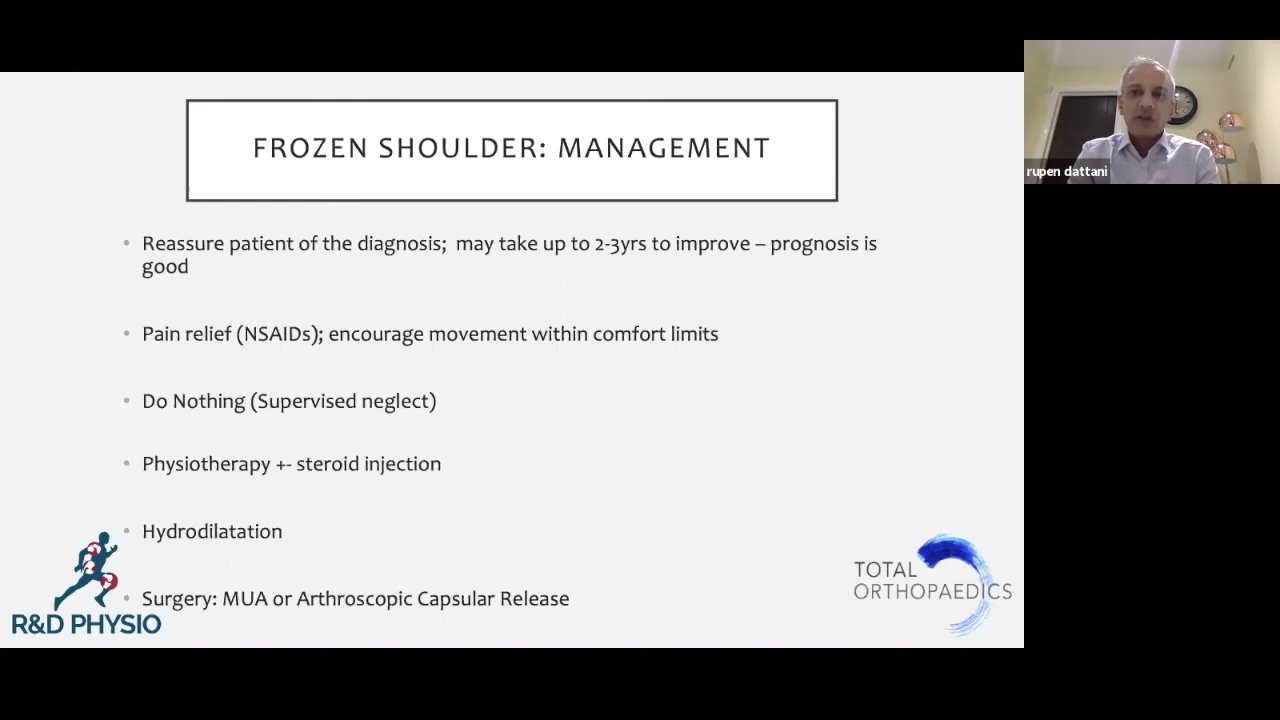 FROZEN SHOULDER: MANAGEMENT
rupen dattani
• Reassure patient of the diagnosis;  may take up to 2-3yrs to improve – prognosis is
good
• Pain relief (NSAIDs); encourage movement within comfort limits
• Do Nothing (Supervised neglect)
• Physiotherapy +- steroid injection
• Hydrodilatation
• Surgery: MUA or Arthroscopic Capsular Release
R&D PHYSIO
TOTAL
ORTHOPAEDICS